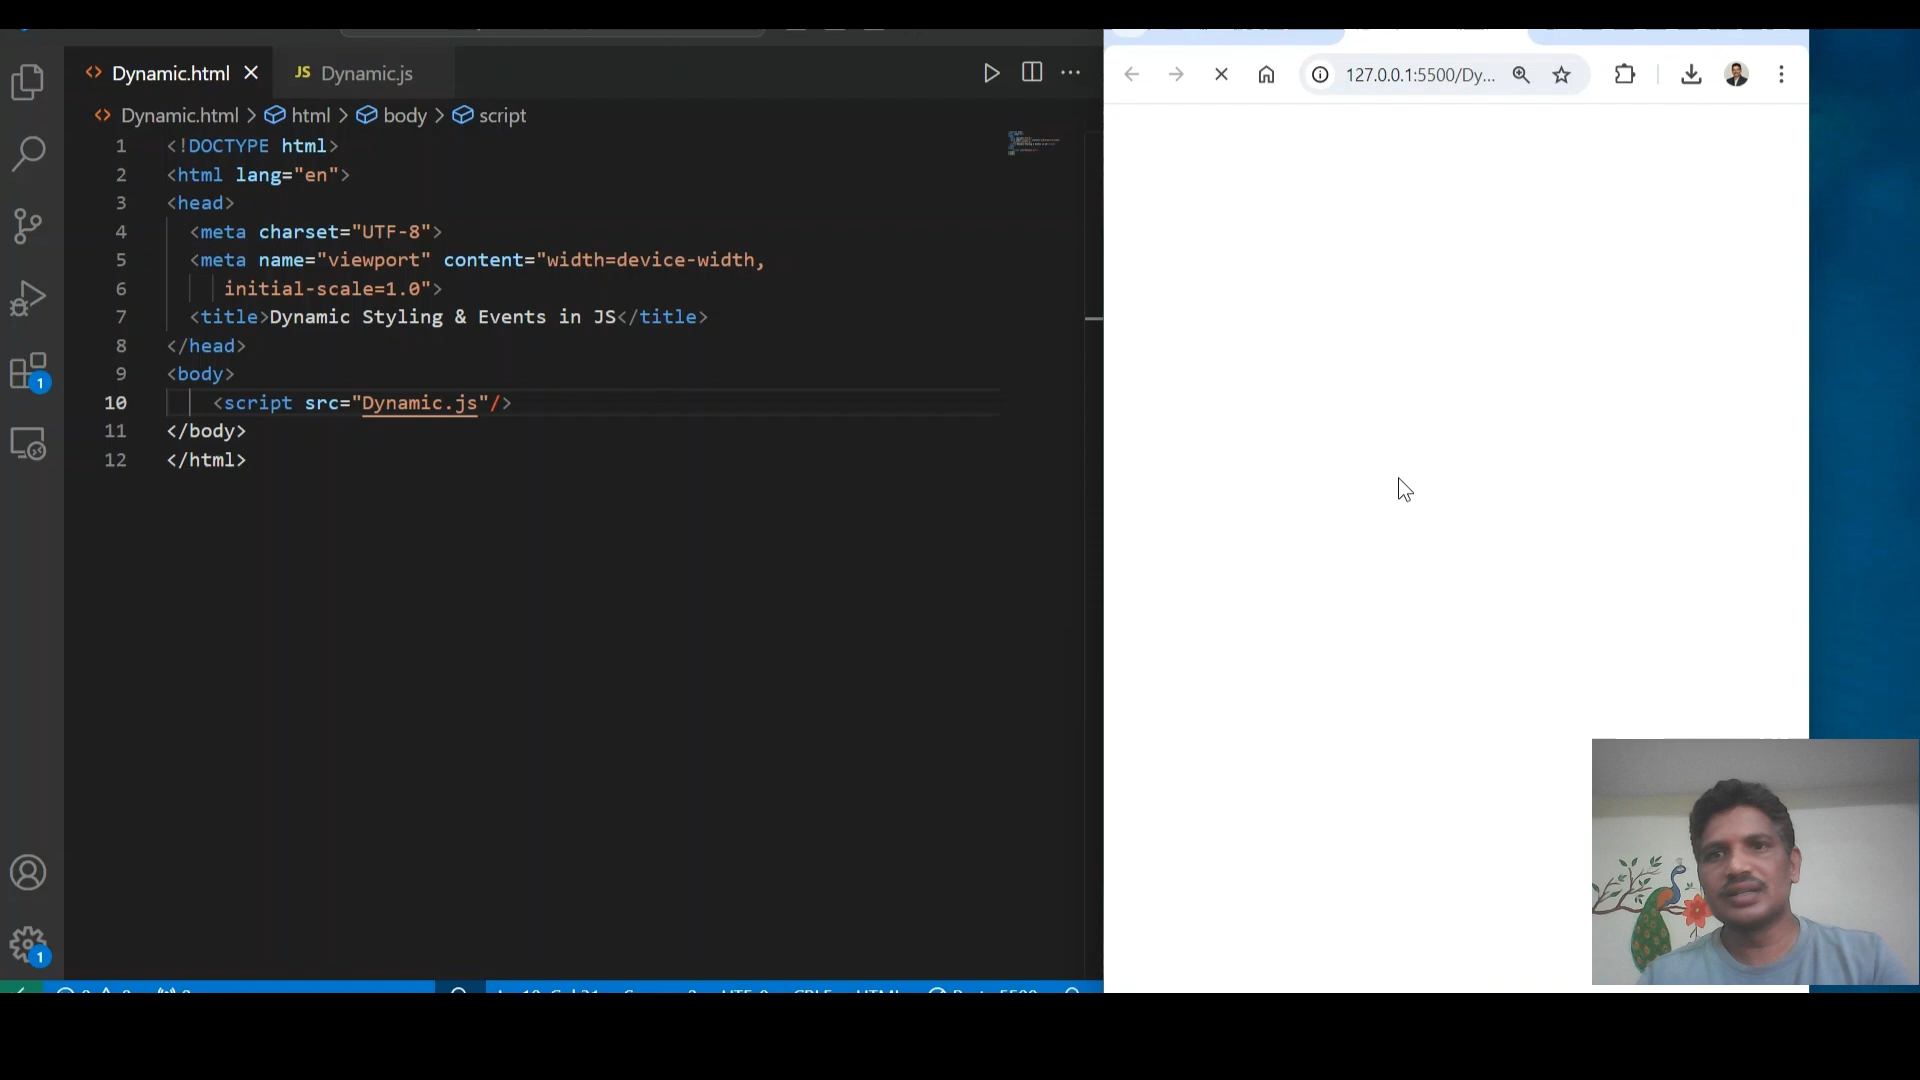 Dynamic.html
JS Dynamic.js
127.0.0.1:5500/Dy...
Dynamic.html > html > body > script
1 <!DOCTYPE html>
2 <html lang="en">
3 <head>
4 <meta charset="UTF-8">
5 <meta name="viewport" content="width=device-width,
6 initial-scale=1.0">
7 <title>Dynamic Styling & Events in JS</title>
8 </head>
9 <body>
10 <script src="Dynamic.js"/>
11 </body>
12 </html>
1
1